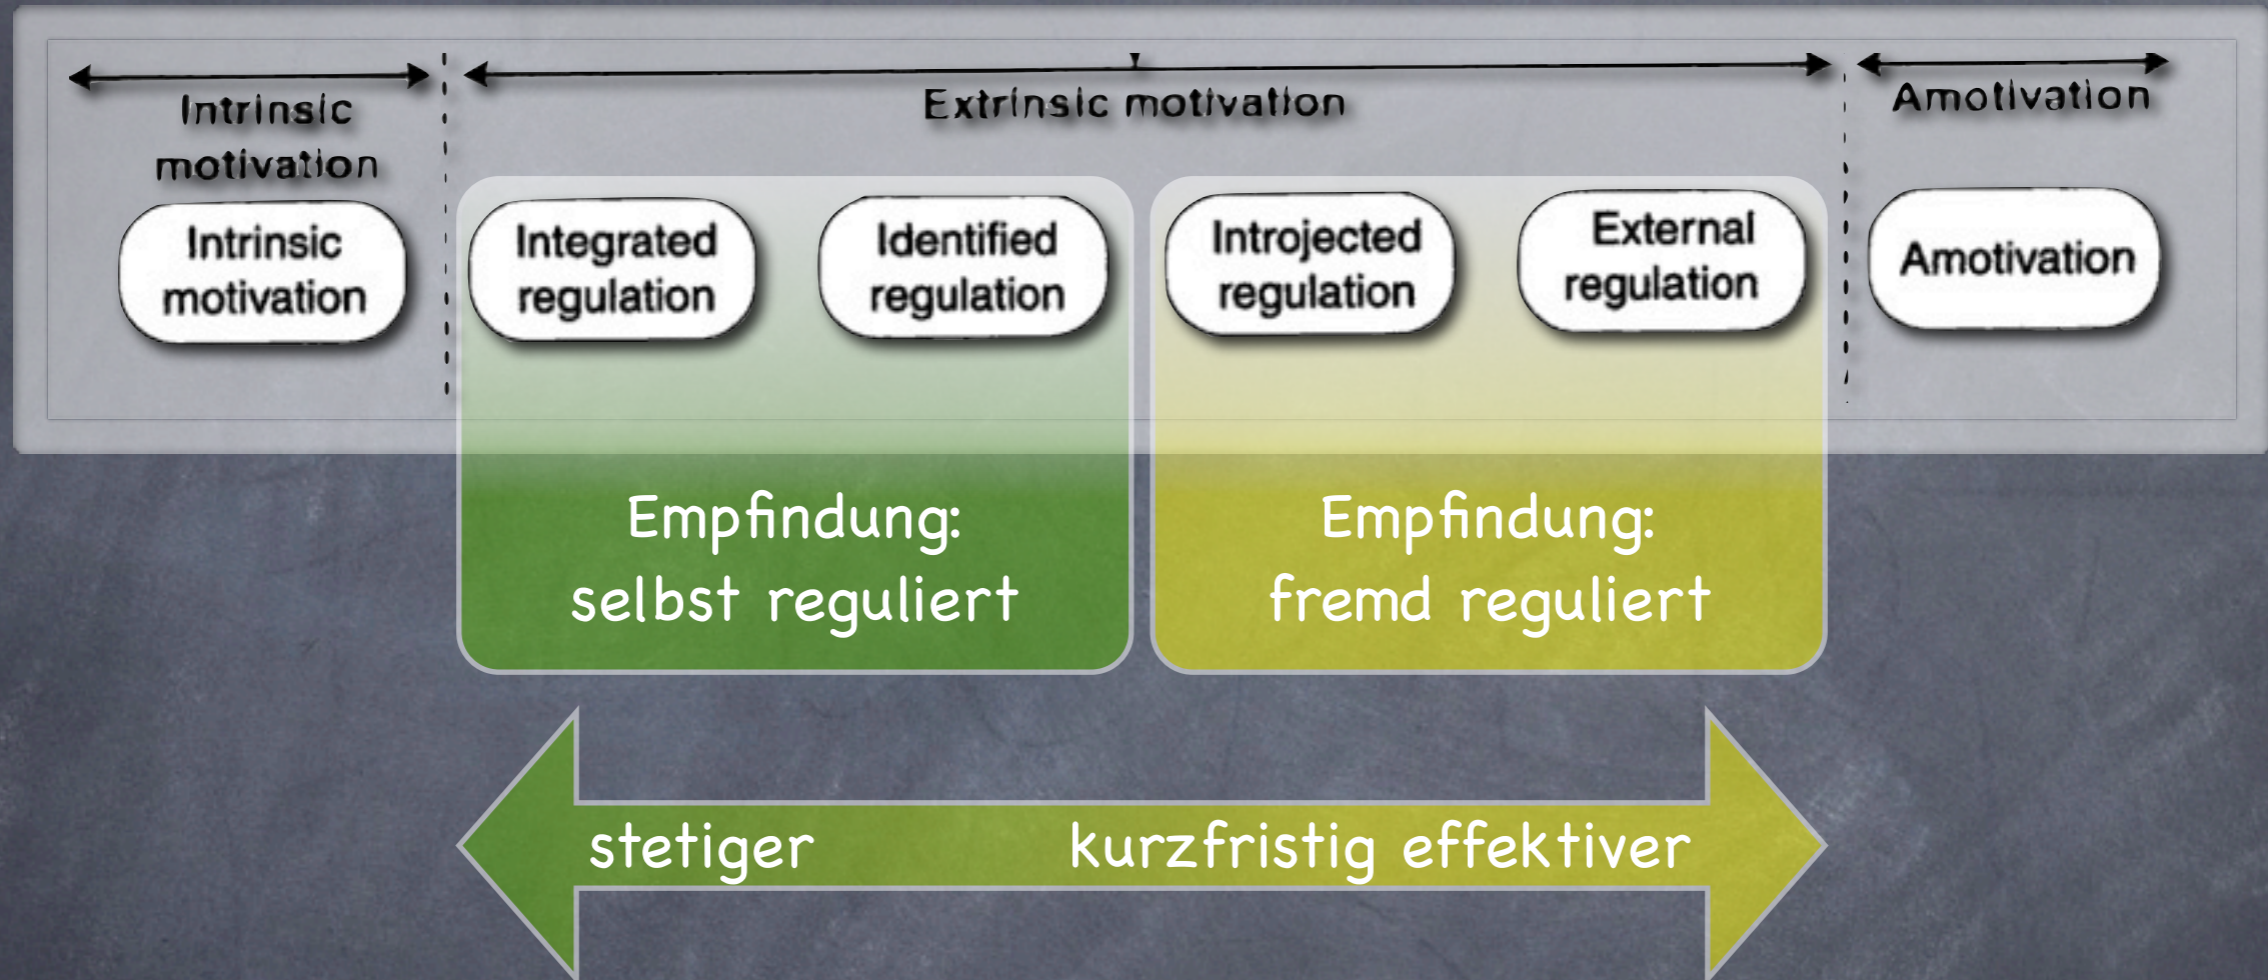 Intrinsic
motivation
Extrinsic motivation
Amotivation
Intrinsic
motivation
Integrated
regulation
Identified
regulation
Introjected
regulation
External
regulation
Amotivation
Empfindung:
selbst reguliert
Empfindung:
fremd reguliert
stetiger
kurzfristig effektiver